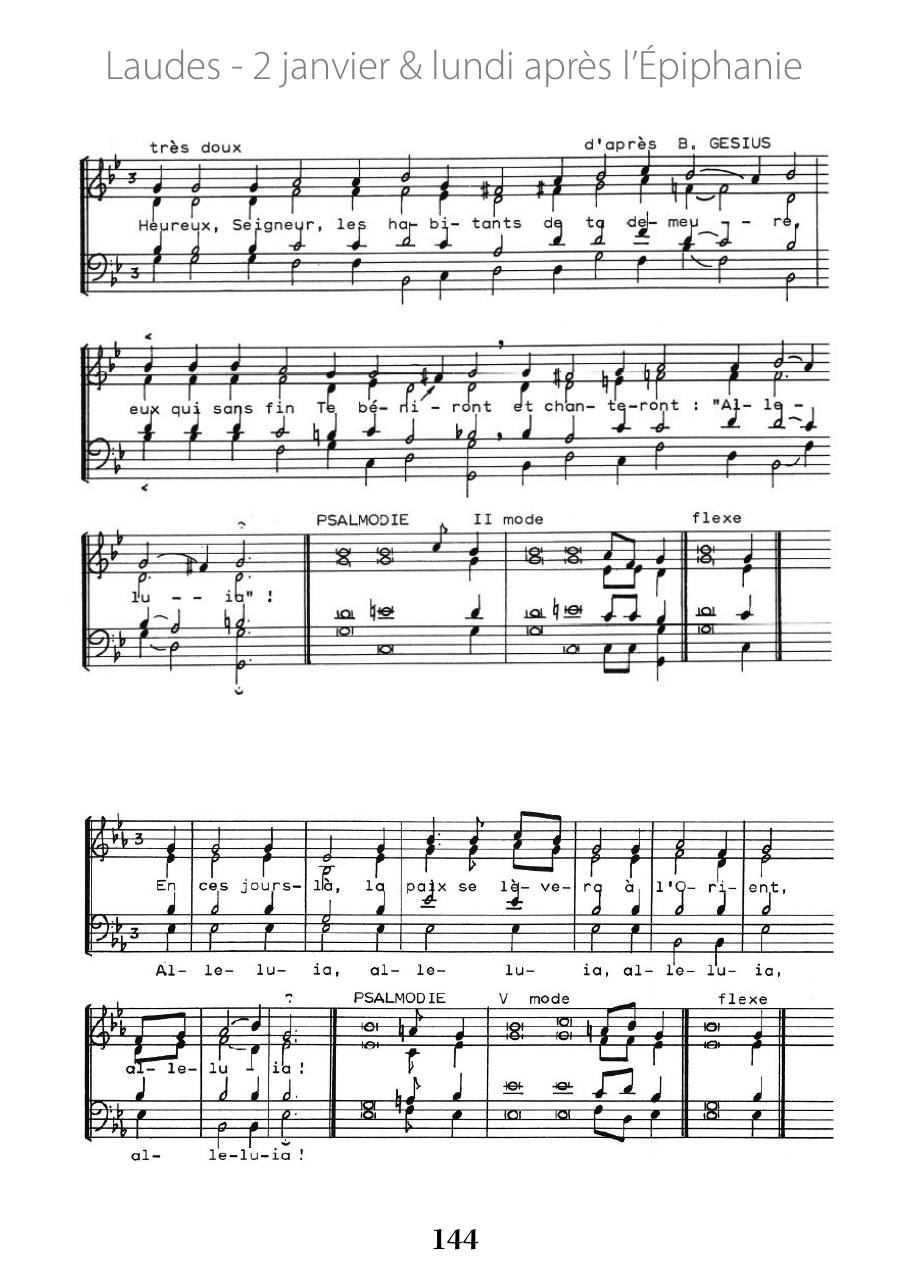 Laudes - 2 janvier & lundi après l'Épiphanie
très doux d'après B. GESIUS
3
Heureux, Seigneur, les ha- bi- tants de ta de- meu - - re,
3
eux qui sans fin Te bé- ni - ront et chan- te- ront : "Al- le -
PSALMODIE II mode flexe
lu - - ia" !
3
En ces jours- là, la paix se lè- ve- ra à l'O- ri- ent,
3
Al- le- lu- ia, al- le- lu- ia, al- le- lu- ia,
PSALMODIE V mode flexe
al- le- lu - ia !
al- le-lu-ia !
144